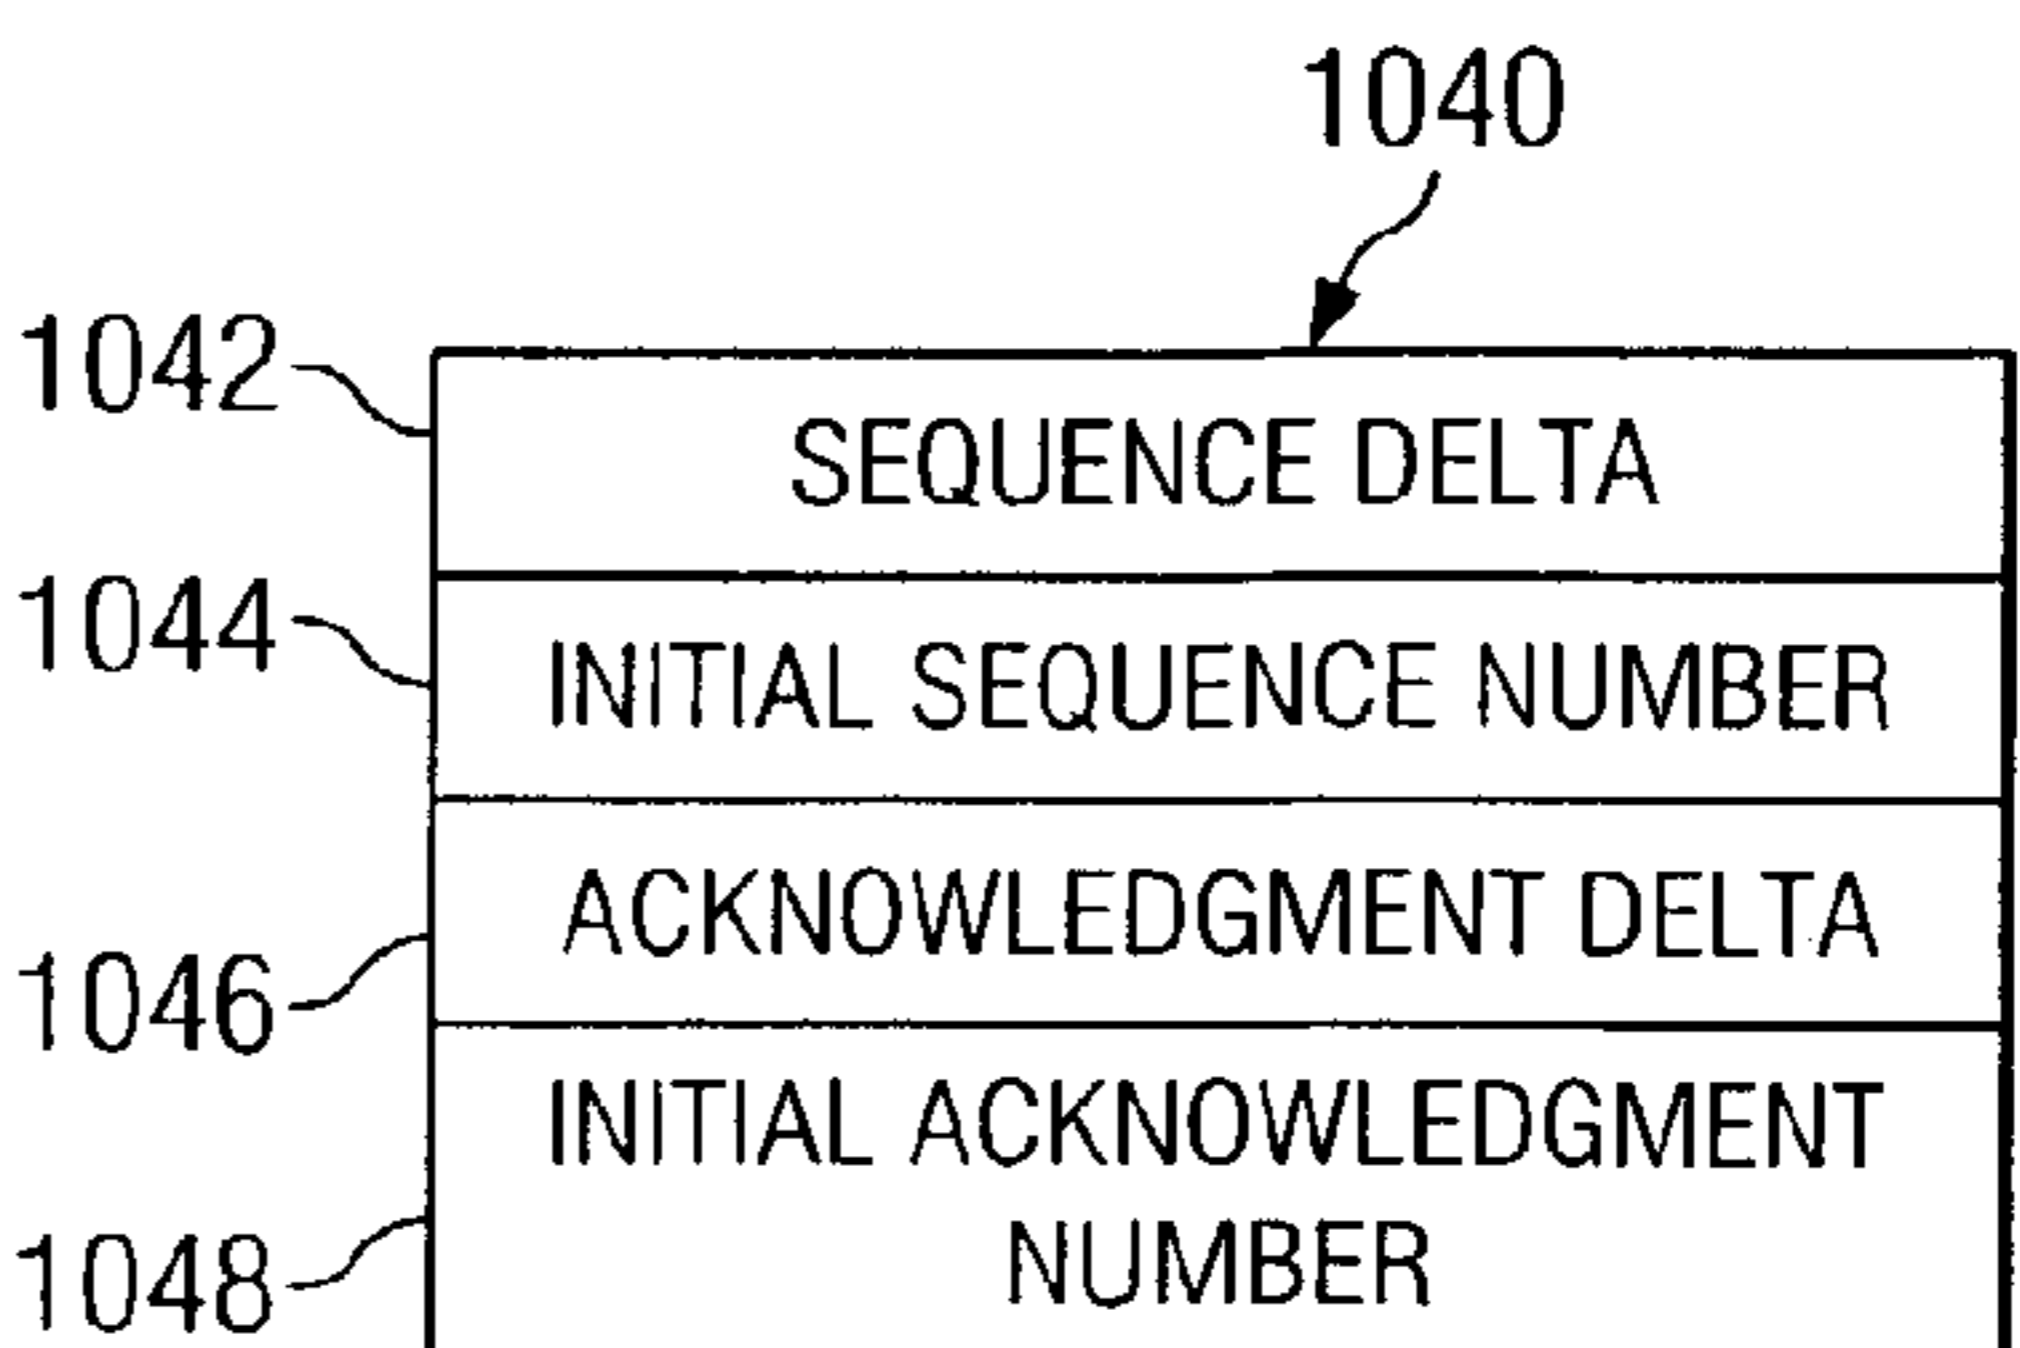 1040
1042
SEQUENCE DELTA
1044
INITIAL SEQUENCE NUMBER
ACKNOWLEDGMENT DELTA
1046
INITIAL ACKNOWLEDGMENT
NUMBER
1048